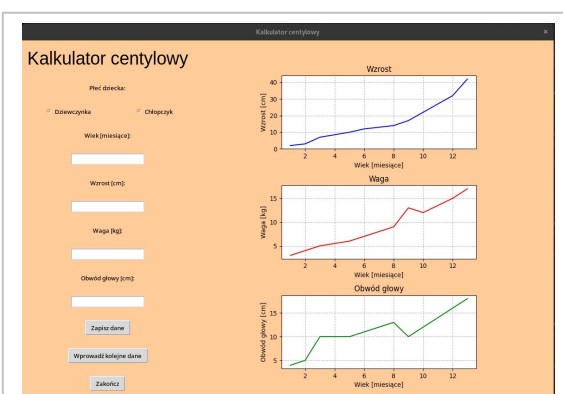 Kalkulator centylowy
Kalkulator centylowy
Płeć dziecka:
Dziewczynka
Chłopczyk
Wiek [miesiące]:
Wzrost [cm]:
Waga [kg]:
Obwód głowy [cm]:
Zapisz dane
Wprowadź kolejne dane
Zakończ
Wzrost
Wzrost [cm]
40
30
20
10
0
2 4 6 8 10 12
Wiek [miesiące]
Waga
Waga [kg]
15
10
5
2 4 6 8 10 12
Wiek [miesiące]
Obwód głowy
Obwód głowy [cm]
15
10
5
2 4 6 8 10 12
Wiek [miesiące]